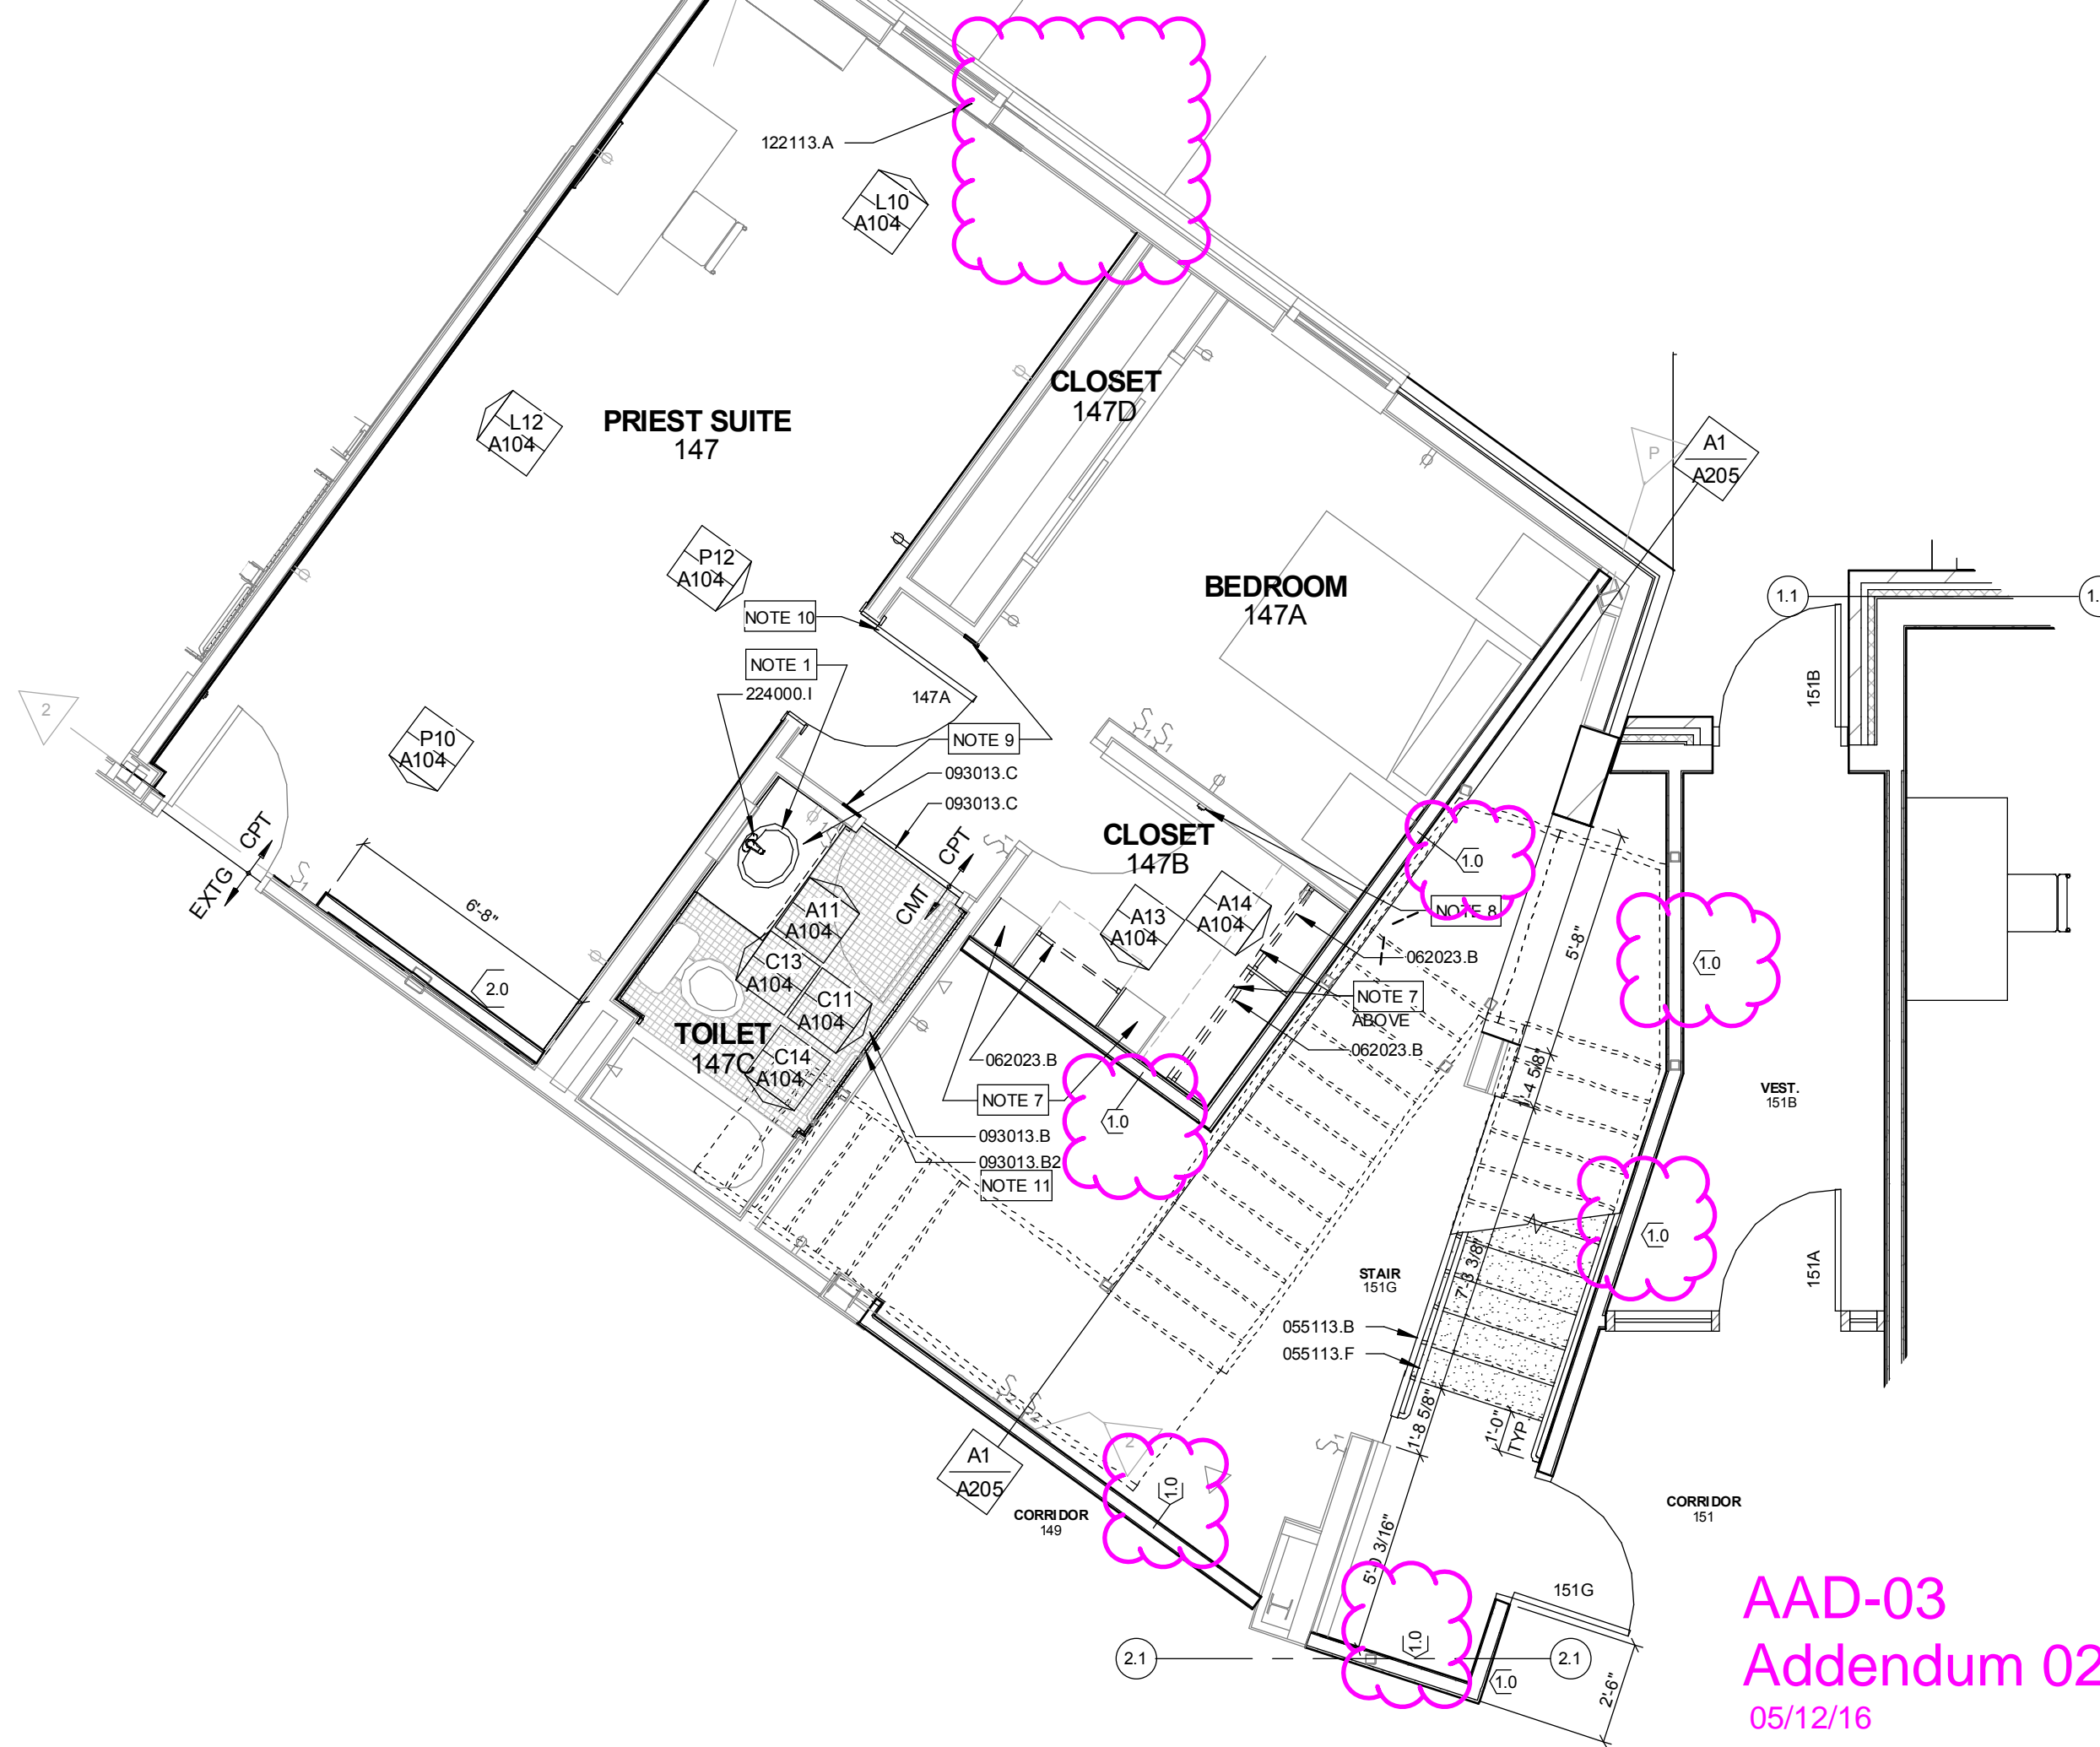 122113.A
L10
A104
CLOSET
147D
L12
A104
PRIEST SUITE
147
P
A1
A205
P12
A104
BEDROOM
147A
1.1
NOTE 10
NOTE 1
224000.I
147A
151B
2
P10
A104
NOTE 9
093013.C
093013.C
CPT
EXTG
CPT
CMT
CLOSET
147B
1.0
6'-8"
A11
A104
A13
A104
A14
A104
NOTE 8
5'-8"
2.0
C13
A104
062023.B
1.0
C11
A104
NOTE 7
ABOVE
TOILET
147C
C14
A104
062023.B
062023.B
1'-4 5/8"
VEST.
151B
NOTE 7
1.0
093013.B
093013.B2
NOTE 11
1.0
7'-3 3/8"
STAIR
151G
151A
055113.B
055113.F
1'-8 5/8"
1'-0"
TYP
2
A1
A205
1.0
CORRIDOR
149
CORRIDOR
151
5'-0 3/16"
151G
1.0
2.1
2.1
1.0
2'-6"
AAD-03
Addendum 02
05/12/16